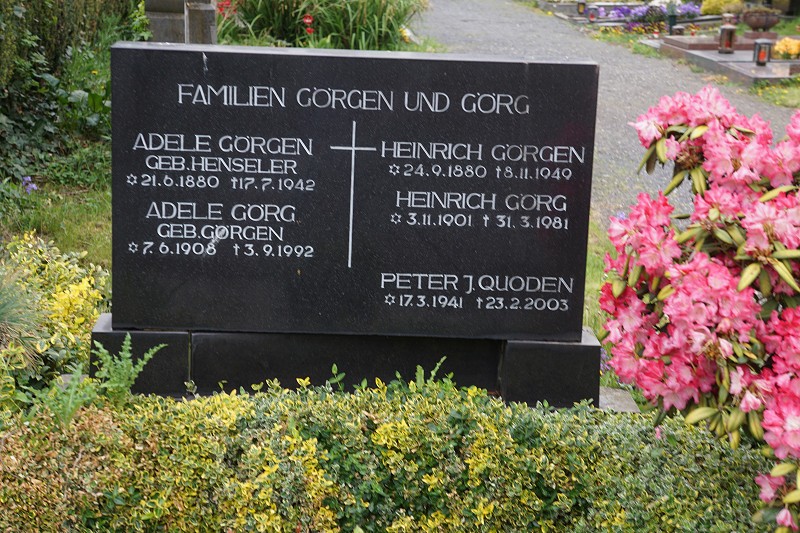 FAMILIEN GÖRGEN UND GÖRG
ADELE GÖRGEN
GEB.HENSELER
✡21.6.1880 ✝17.7.1942
ADELE GÖRG
GEB.GÖRGEN
✡7.6.1908 ✝3.9.1992
HEINRICH GÖRGEN
✡24.9.1880 ✝8.11.1949
HEINRICH GÖRG
✡3.11.1901 ✝31.3.1981
PETER J. QUODEN
✡17.3.1941 ✝23.2.2003